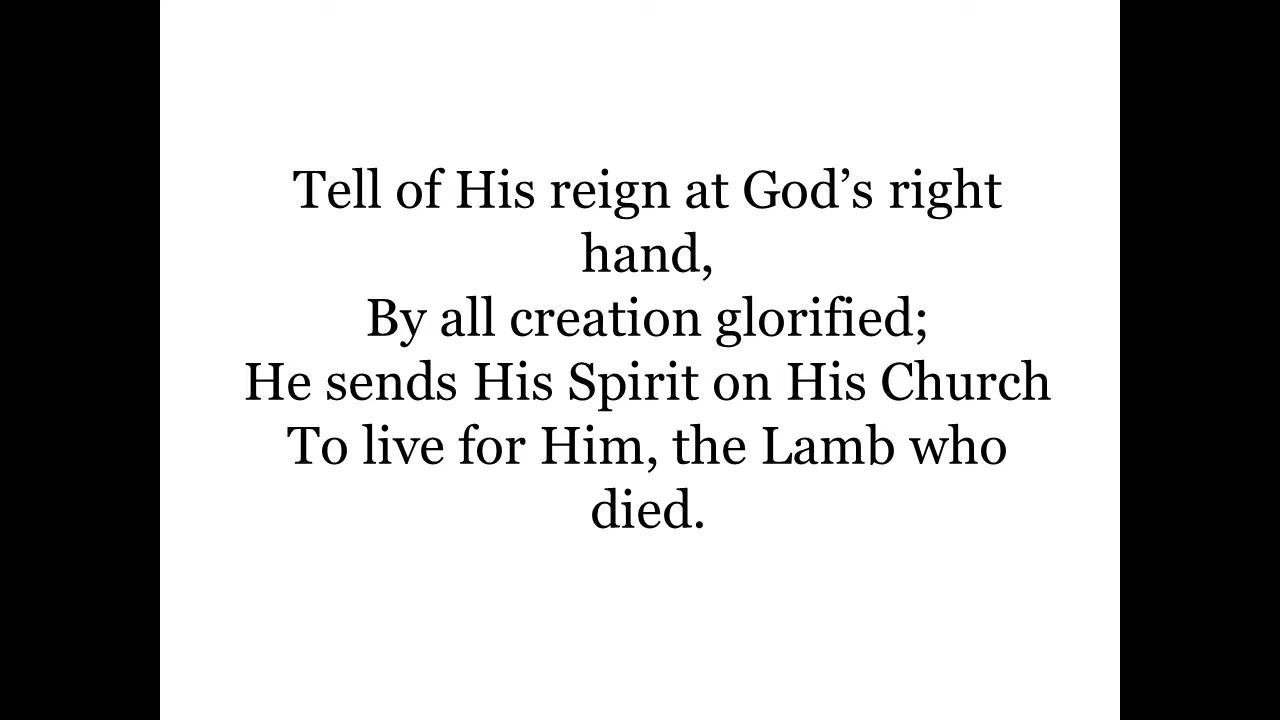 Tell of His reign at God’s right
hand,
By all creation glorified;
He sends His Spirit on His Church
To live for Him, the Lamb who
died.